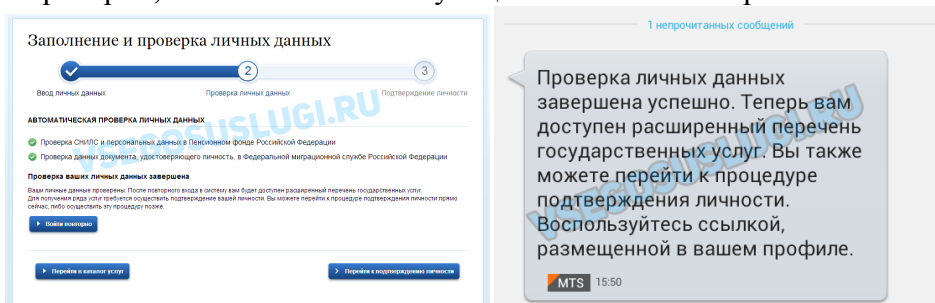 Заполнение и проверка личных данных
2
3
Ввод личных данных
Проверка личных данных
Подтверждение личности
АВТОМАТИЧЕСКАЯ ПРОВЕРКА ЛИЧНЫХ ДАННЫХ
Проверка СНИЛС и персональных данных в Пенсионном фонде Российской Федерации
Проверка данных документа, удостоверяющего личность, в Федеральной миграционной службе Российской Федерации
Проверка ваших личных данных завершена
Ваши личные данные проверены. После повторного входа в систему вам будет доступен расширенный перечень государственных услуг.
Для получения ряда услуг требуется осуществить подтверждение вашей личности. Вы можете перейти к процедуре подтверждения личности прямо
сейчас, либо осуществить эту процедуру позже.
Войти повторно
Перейти в каталог услуг
Перейти к подтверждению личности
VSEGOSUSLUGI.RU
1 непрочитанных сообщений
Проверка личных данных
завершена успешно. Теперь вам
доступен расширенный перечень
государственных услуг. Вы также
можете перейти к процедуре
подтверждения личности.
Воспользуйтесь ссылкой,
размещенной в вашем профиле.
MTS 15:50
VSEGOSUSLUGI.RU